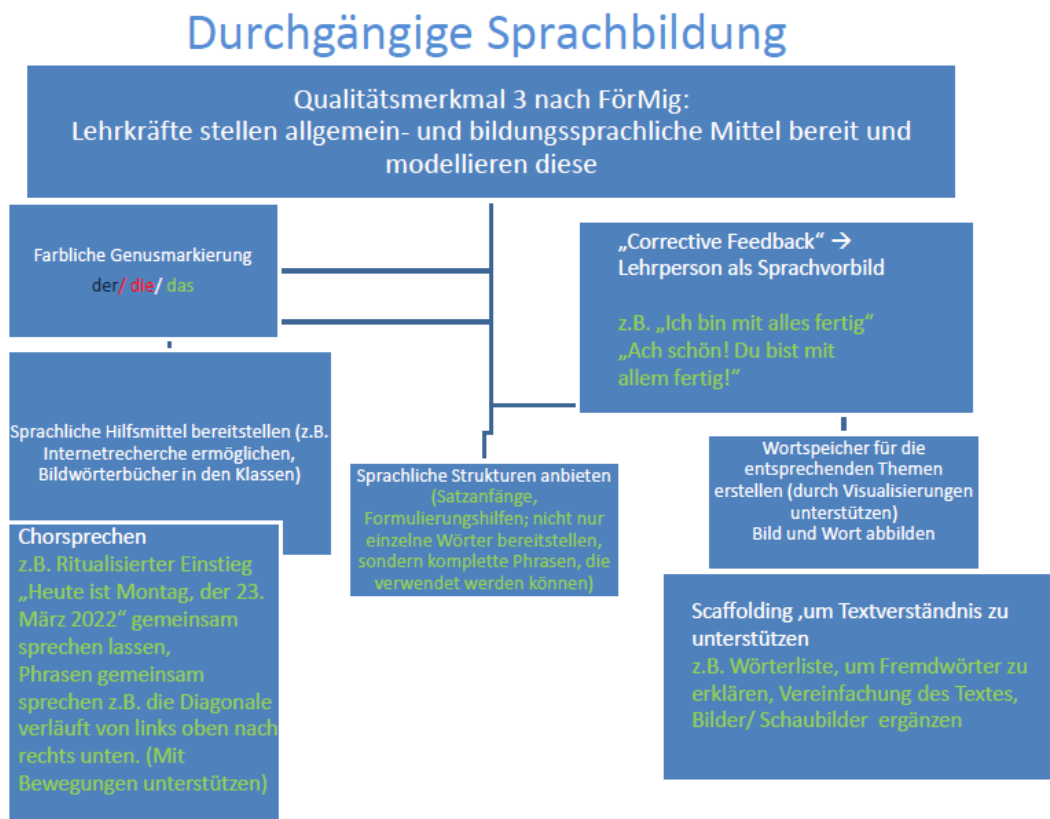 Durchgängige Sprachbildung
Qualitätsmerkmal 3 nach FörMig:
Lehrkräfte stellen allgemein- und bildungssprachliche Mittel bereit und
modellieren diese
Farbliche Genusmarkierung
der/ die/ das
„Corrective Feedback“ →
Lehrperson als Sprachvorbild
z.B. „Ich bin mit alles fertig“
„Ach schön! Du bist mit
allem fertig!“
Sprachliche Hilfsmittel bereitstellen (z.B.
Internetrecherche ermöglichen,
Bildwörterbücher in den Klassen)
Chorsprechen
z.B. Ritualisierter Einstieg
„Heute ist Montag, der 23.
März 2022“ gemeinsam
sprechen lassen,
Phrasen gemeinsam
sprechen z.B. die Diagonale
verläuft von links oben nach
rechts unten. (Mit
Bewegungen unterstützen)
Sprachliche Strukturen anbieten
(Satzanfänge,
Formulierungshilfen; nicht nur
einzelne Wörter bereitstellen,
sondern komplette Phrasen, die
verwendet werden können)
Wortspeicher für die
entsprechenden Themen
erstellen (durch Visualisierungen
unterstützen)
Bild und Wort abbilden
Scaffolding ,um Textverständnis zu
unterstützen
z.B. Wörterliste, um Fremdwörter zu
erklären, Vereinfachung des Textes,
Bilder/ Schaubilder ergänzen